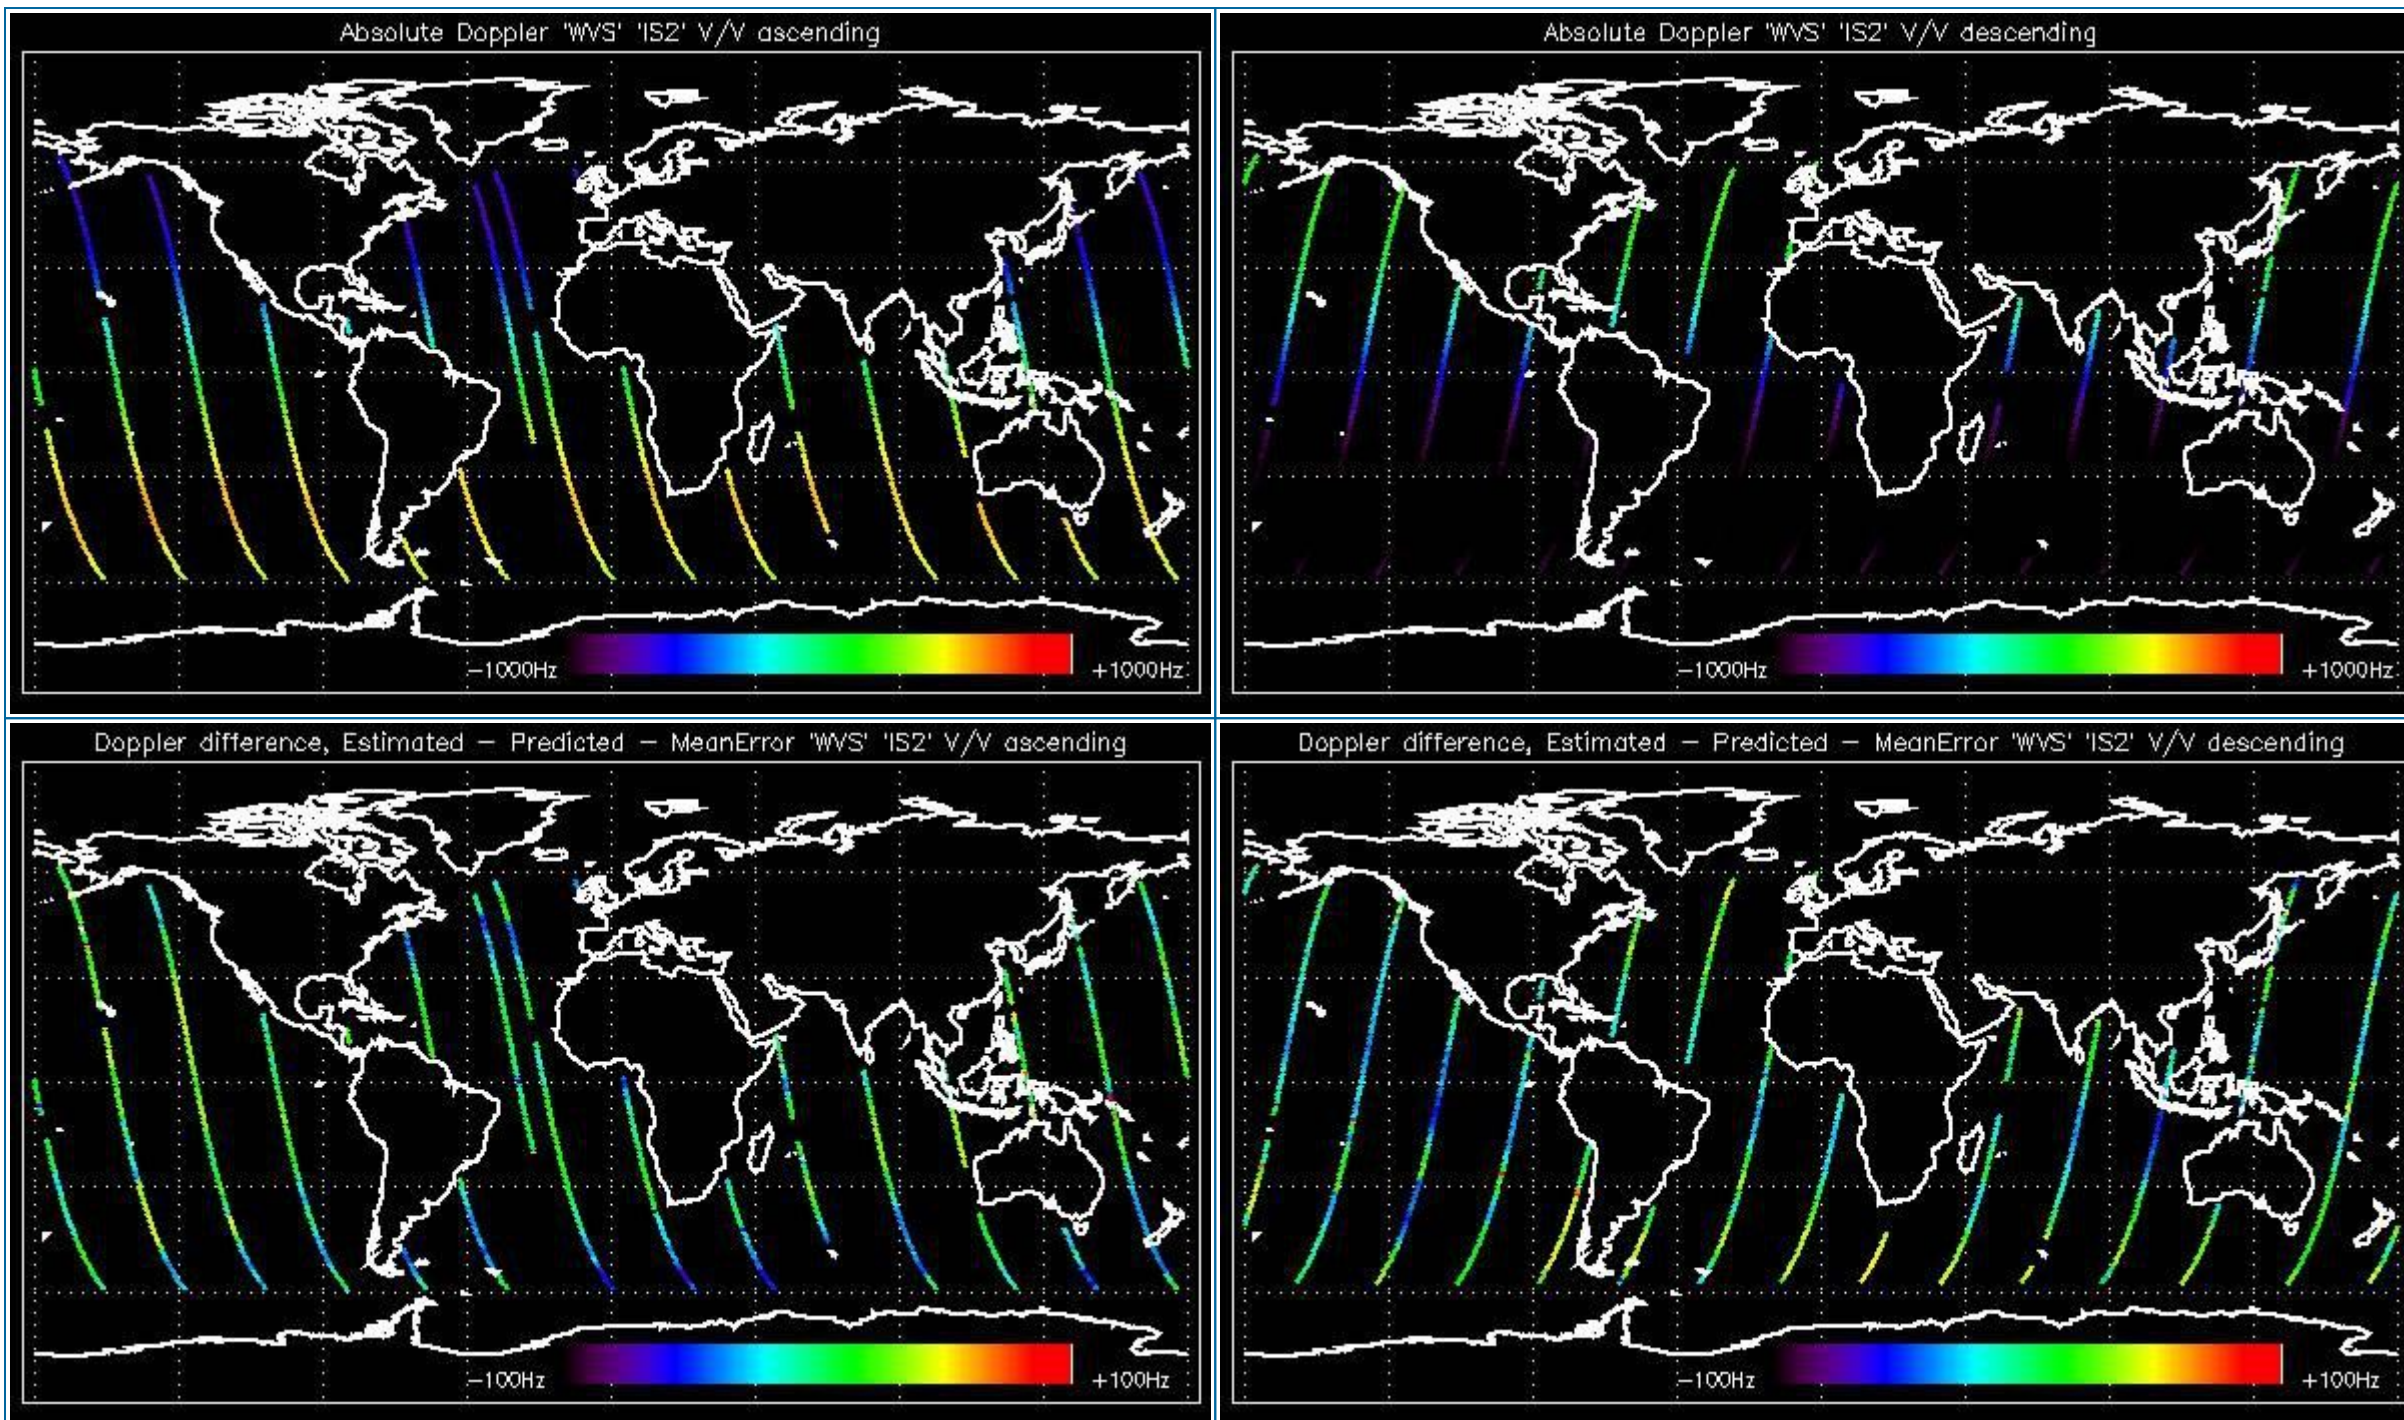 Absolute Doppler 'WVS' 'IS2' V/V ascending
-1000Hz +1000Hz
Absolute Doppler 'WVS' 'IS2' V/V descending
-1000Hz +1000Hz
Doppler difference, Estimated - Predicted - MeanError 'WVS' 'IS2' V/V ascending
-100Hz +100Hz
Doppler difference, Estimated - Predicted - MeanError 'WVS' 'IS2' V/V descending
-100Hz +100Hz